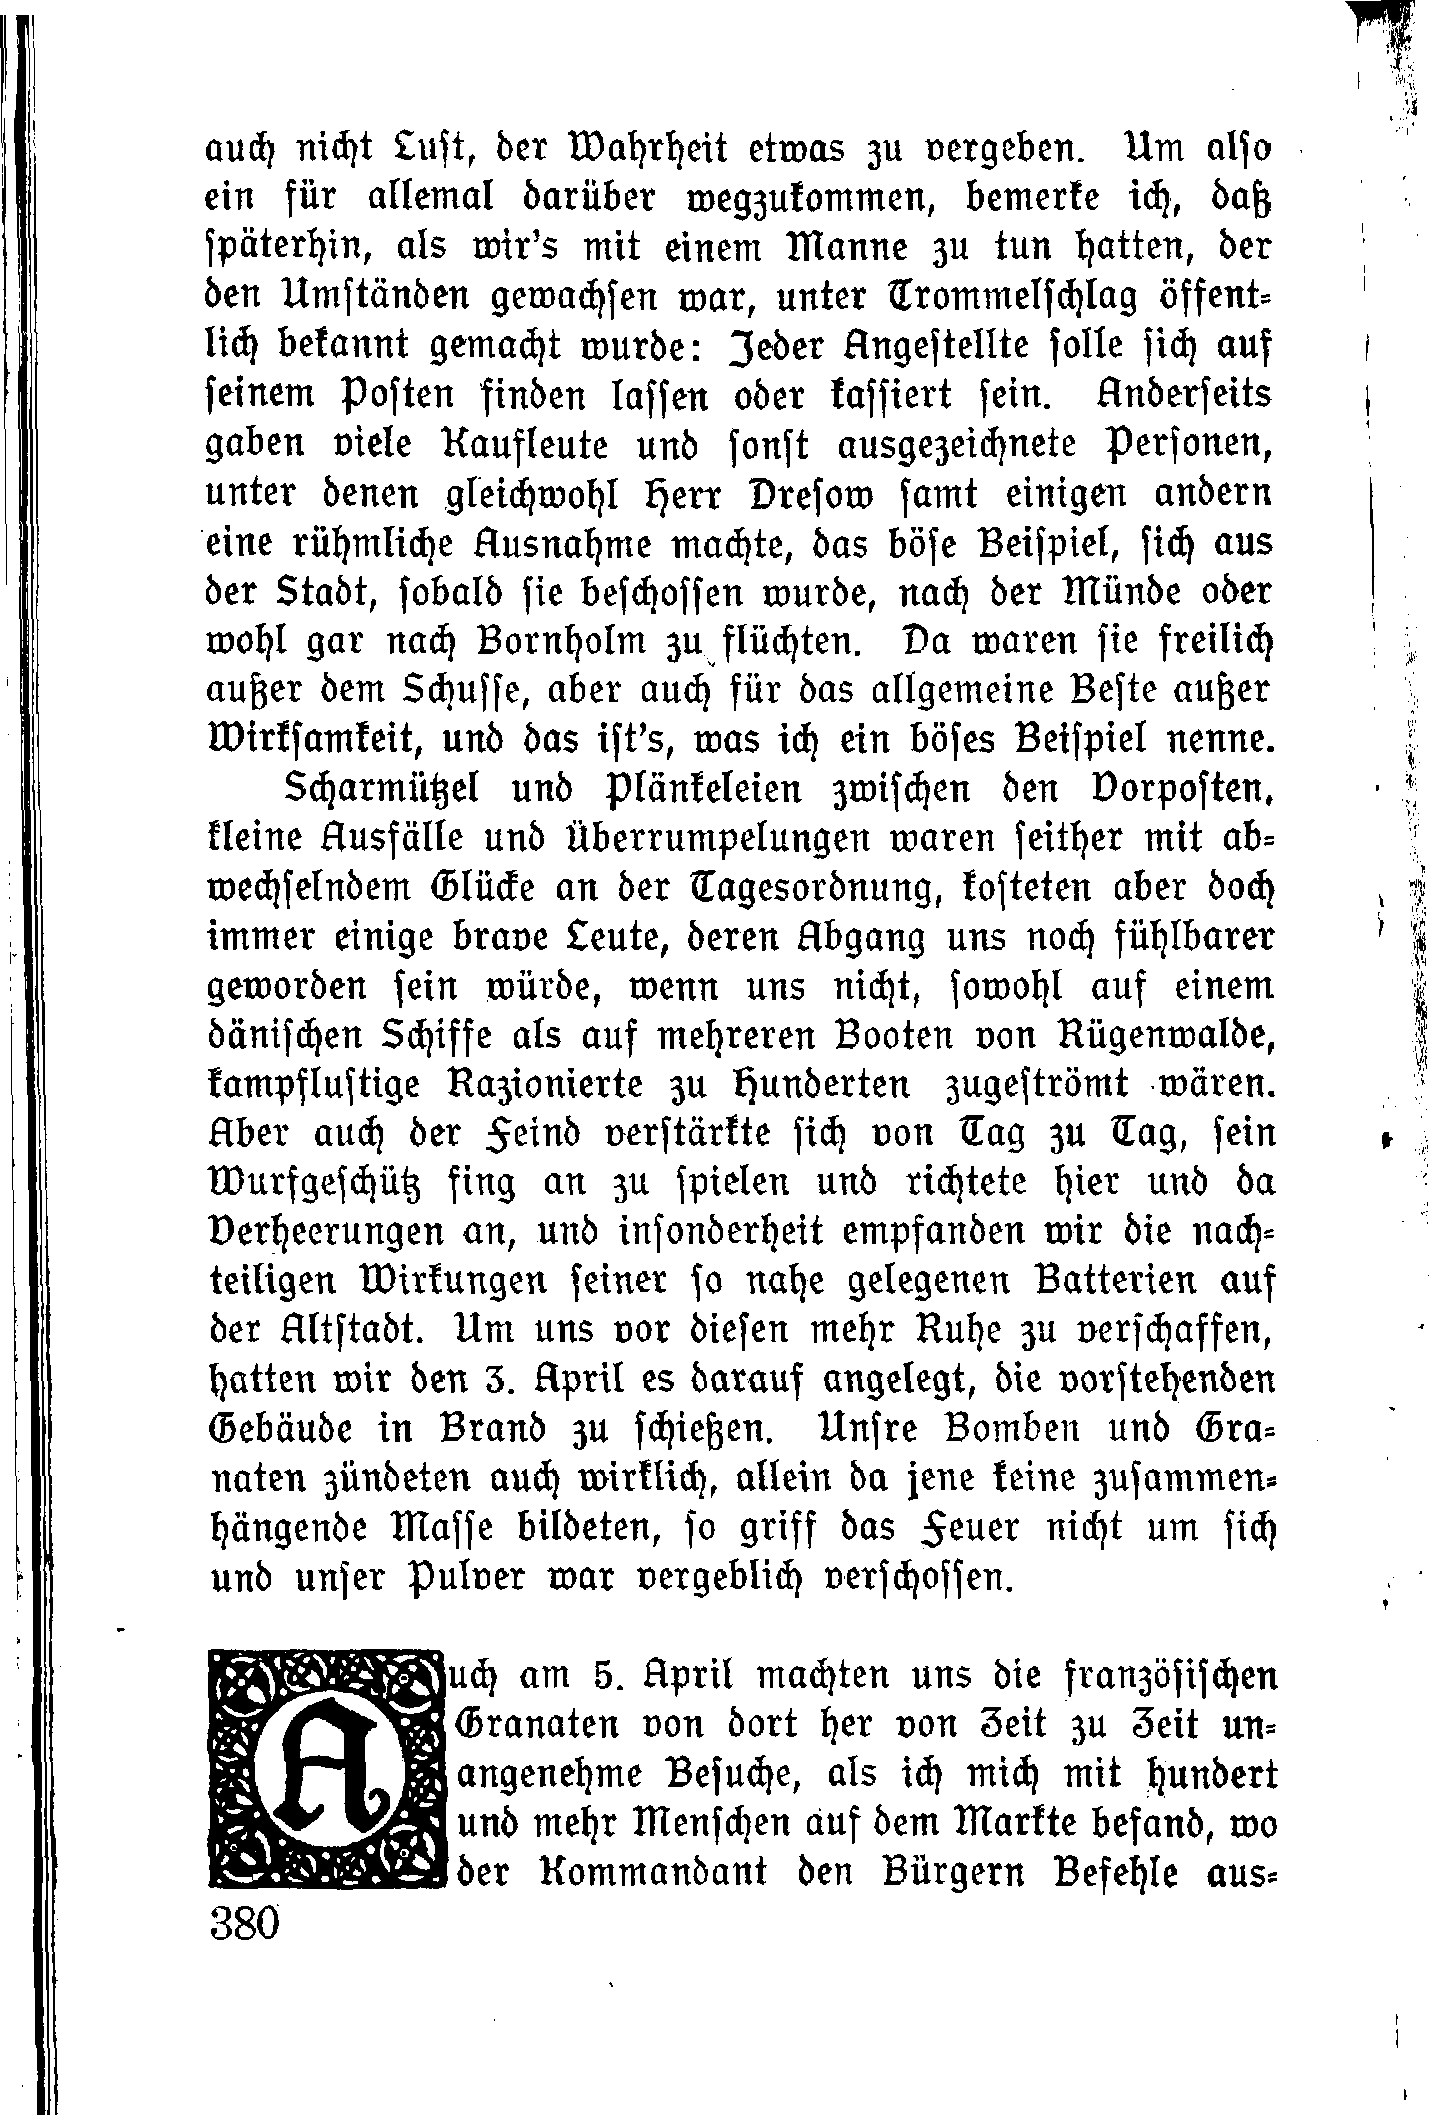 auch nicht Lust, der Wahrheit etwas zu vergeben. Um also
ein für allemal darüber wegzukommen, bemerke ich, daß
späterhin, als wir's mit einem Manne zu tun hatten, der
den Umständen gewachsen war, unter Trommelschlag öffent-
lich bekannt gemacht wurde: Jeder Angestellte solle sich auf
seinem Posten finden lassen oder kassiert sein. Anderseits
gaben viele Kaufleute und sonst ausgezeichnete Personen,
unter denen gleichwohl Herr Dresow samt einigen andern
eine rühmliche Ausnahme machte, das böse Beispiel, sich aus
der Stadt, sobald sie beschossen wurde, nach der Münde oder
wohl gar nach Bornholm zu flüchten. Da waren sie freilich
außer dem Schusse, aber auch für das allgemeine Beste außer
Wirksamkeit, und das ist's, was ich ein böses Beispiel nenne.
Scharmützel und Plänkeleien zwischen den Vorposten,
kleine Ausfälle und Überrumpelungen waren seither mit ab-
wechselndem Glücke an der Tagesordnung, kosteten aber doch
immer einige brave Leute, deren Abgang uns noch fühlbarer
geworden sein würde, wenn uns nicht, sowohl auf einem
dänischen Schiffe als auf mehreren Booten von Rügenwalde,
kampflustige Razionierte zu Hunderten zugeströmt wären.
Aber auch der Feind verstärkte sich von Tag zu Tag, sein
Wurfgeschütz fing an zu spielen und richtete hier und da
Verheerungen an, und insonderheit empfanden wir die nach-
teiligen Wirkungen seiner so nahe gelegenen Batterien auf
der Altstadt. Um uns vor diesen mehr Ruhe zu verschaffen,
hatten wir den 3. April es darauf angelegt, die vorstehenden
Gebäude in Brand zu schießen. Unsre Bomben und Gra-
naten zündeten auch wirklich, allein da jene keine zusammen-
hängende Masse bildeten, so griff das Feuer nicht um sich
und unser Pulver war vergeblich verschossen.
Auch am 5. April machten uns die französischen
Granaten von dort her von Zeit zu Zeit un-
angenehme Besuche, als ich mich mit hundert
und mehr Menschen auf dem Markte befand, wo
der Kommandant den Bürgern Befehle aus-
380